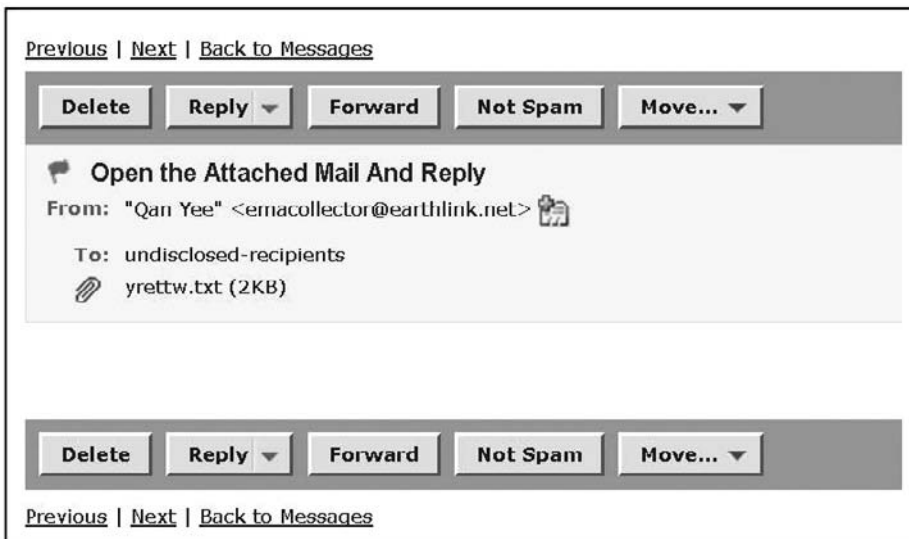 Previous | Next | Back to Messages
Delete Reply Forward Not Spam Move...
Open the Attached Mail And Reply
From: "Qan Yee" <emacollector@earthlink.net>
To: undisclosed-recipients
yrettw.txt (2KB)
Delete Reply Forward Not Spam Move...
Previous | Next | Back to Messages